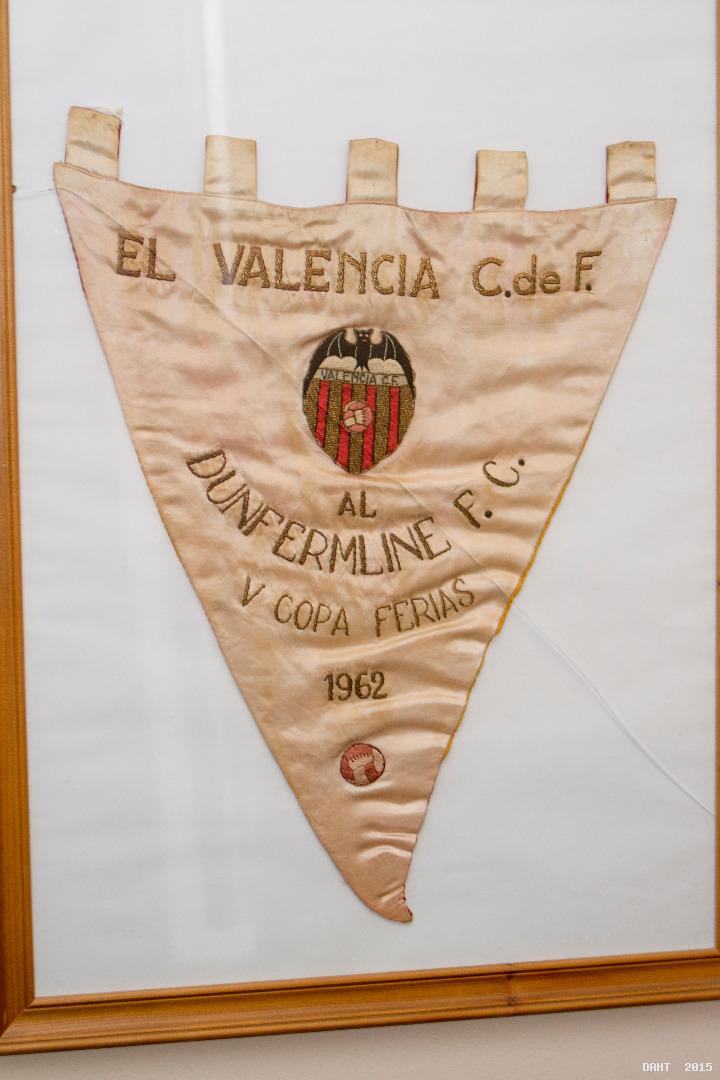 EL VALENCIA C.de F.
VALENCIA C.F.
AL
DUNFERMLINE F.C.
V COPA FERIAS
1962
DAHT 2015